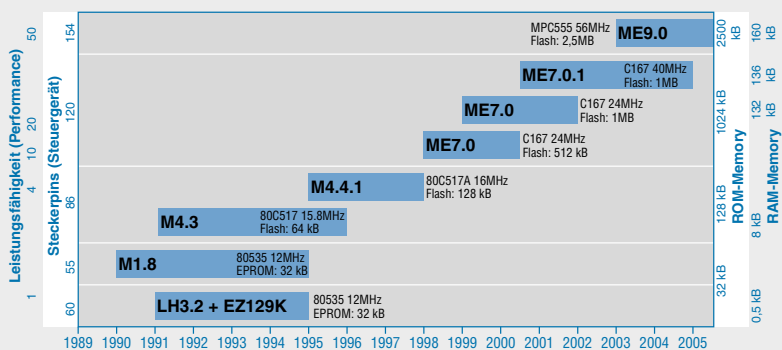 Leistungsfähigkeit (Performance)
50
20
10
4
1
Steckerpins (Steuergerät)
154
120
86
55
60
MPC555 56MHz
Flash: 2,5MB
ME9.0
ME7.0.1
C167 40MHz
Flash: 1MB
ME7.0
C167 24MHz
Flash: 1MB
ME7.0
C167 24MHz
Flash: 512 kB
M4.4.1
80C517A 16MHz
Flash: 128 kB
M4.3
80C517 15.8MHz
Flash: 64 kB
M1.8
80535 12MHz
EPROM: 32 kB
LH3.2 + EZ129K
80535 12MHz
EPROM: 32 kB
2500
kB
1024 kB
128 kB
32 kB
ROM-Memory
160
kB
136
132
kB
8 kB
0,5 kB
RAM-Memory
1989 1990 1991 1992 1993 1994 1995 1996 1997 1998 1999 2000 2001 2002 2003 2004 2005